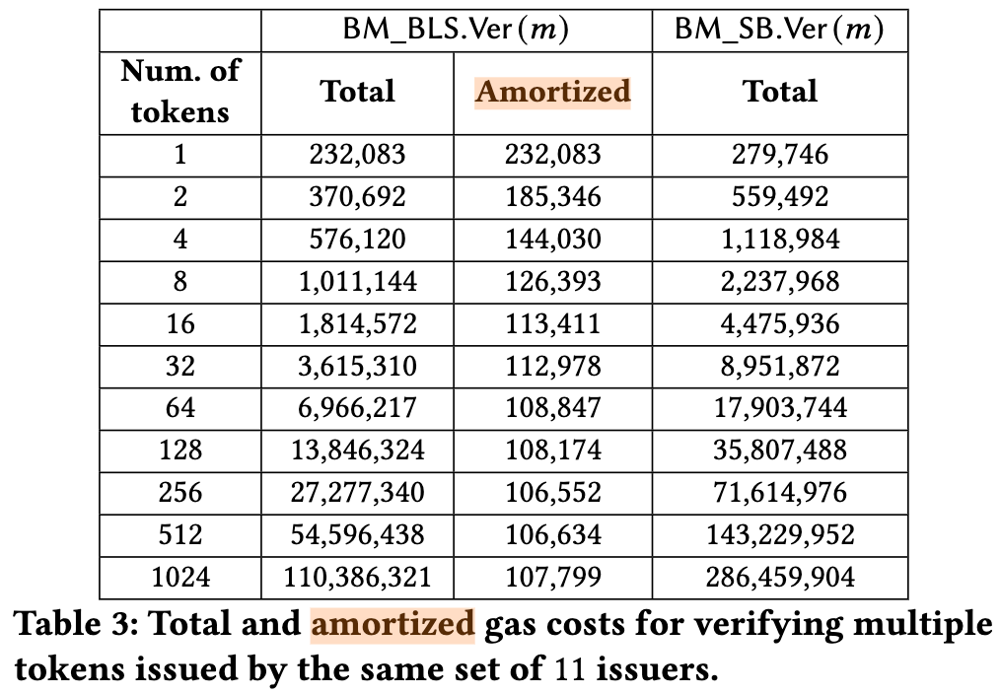 BM_BLS.Ver(m) BM_SB.Ver(m)
Num. of tokens Total Amortized Total
1 232,083 232,083 279,746
2 370,692 185,346 559,492
4 576,120 144,030 1,118,984
8 1,011,144 126,393 2,237,968
16 1,814,572 113,411 4,475,936
32 3,615,310 112,978 8,951,872
64 6,966,217 108,847 17,903,744
128 13,846,324 108,174 35,807,488
256 27,277,340 106,552 71,614,976
512 54,596,438 106,634 143,229,952
1024 110,386,321 107,799 286,459,904
Table 3: Total and amortized gas costs for verifying multiple
tokens issued by the same set of 11 issuers.